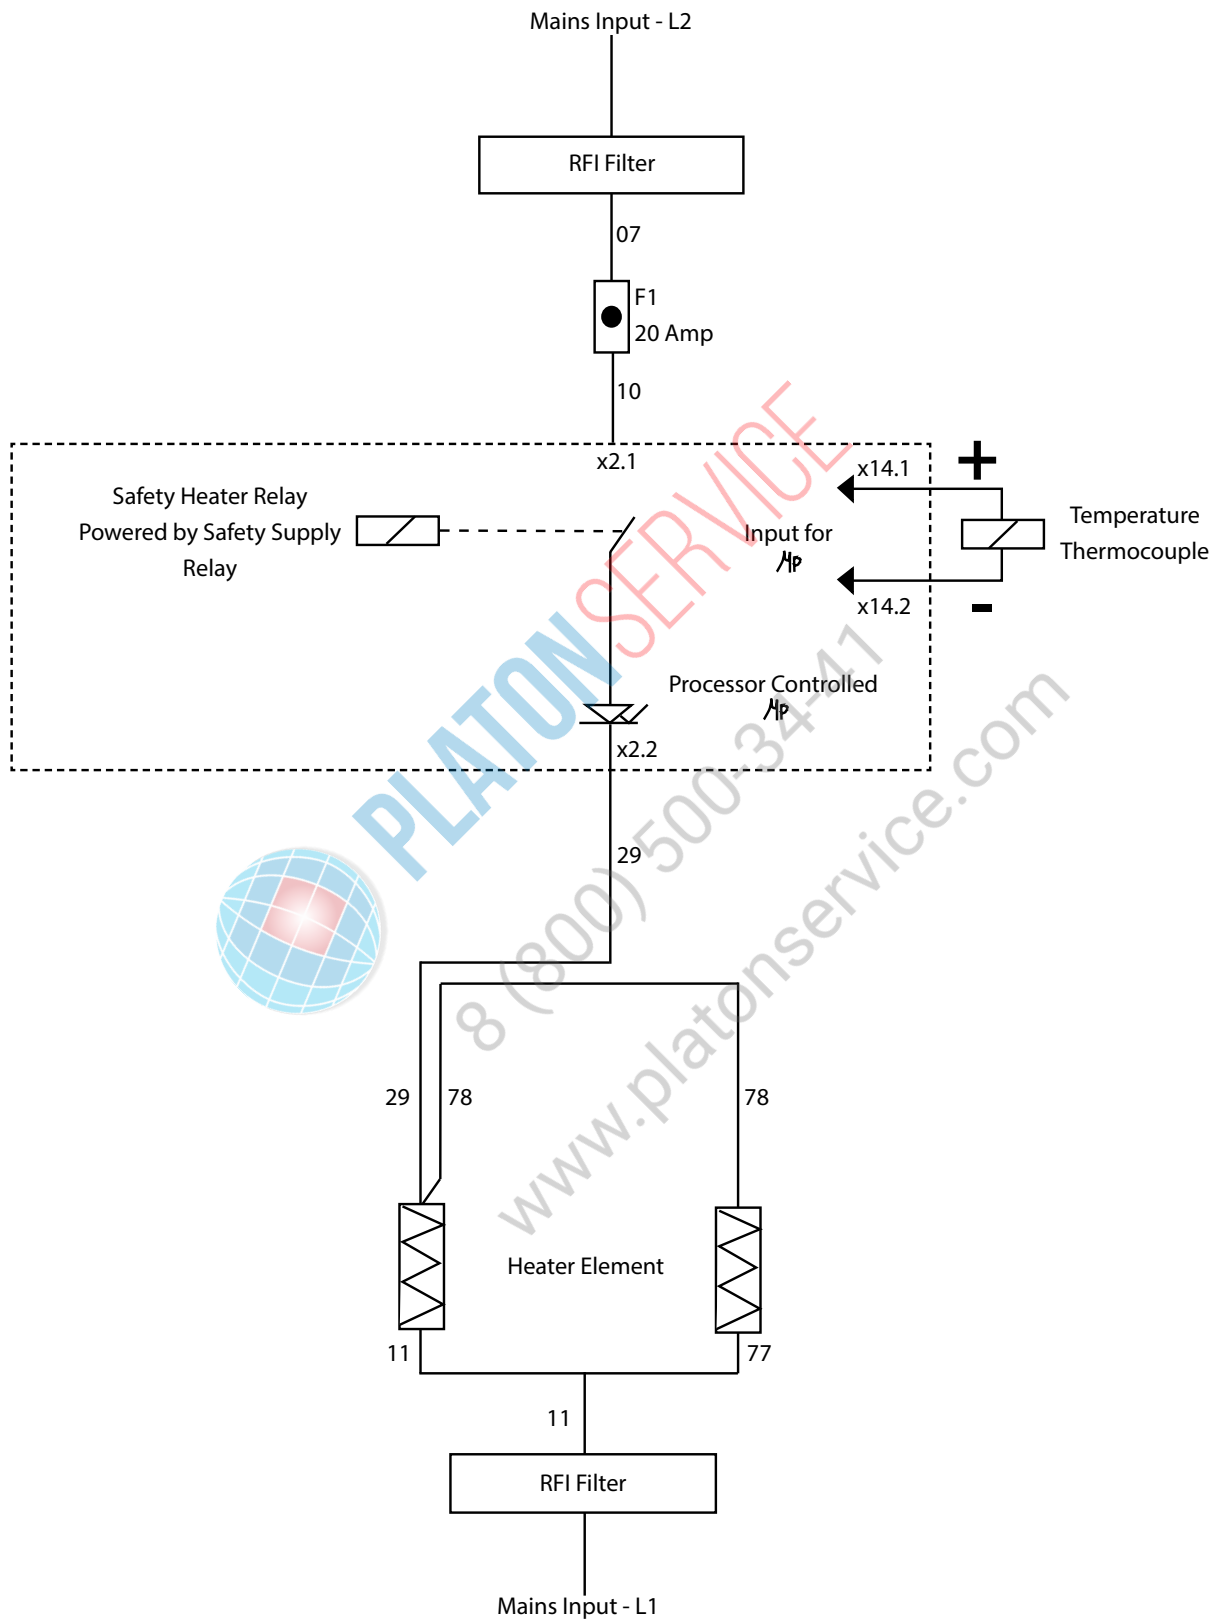 Mains Input - L2
RFI Filter
07
F1
20 Amp
10
x2.1
x14.1
+
Safety Heater Relay
Powered by Safety Supply
Relay
Input for
μp
Temperature
Thermocouple
x14.2
-
Processor Controlled
μp
x2.2
29
29
78
78
Heater Element
11
77
11
RFI Filter
Mains Input - L1
PLATONSERVICE
8 (800) 500-34-41
www.platonservice.com